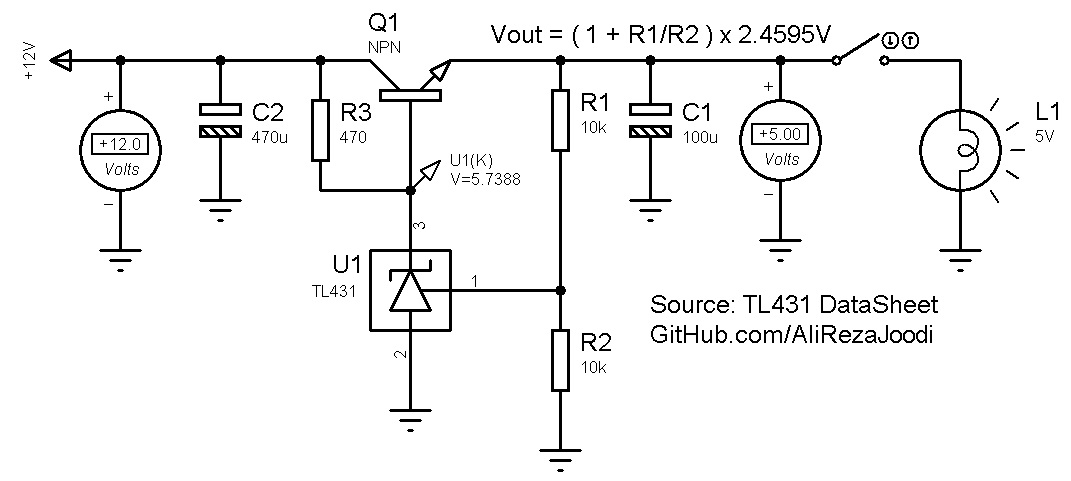 Q1
NPN
Vout = ( 1 + R1/R2 ) x 2.4595V
+12V
+
+12.0
Volts
−
C2
470u
R3
470
U1(K)
V=5.7388
R1
10k
C1
100u
+
+5.00
Volts
−
L1
5V
3
U1
TL431
1
2
R2
10k
Source: TL431 DataSheet
GitHub.com/AliRezaJoodi